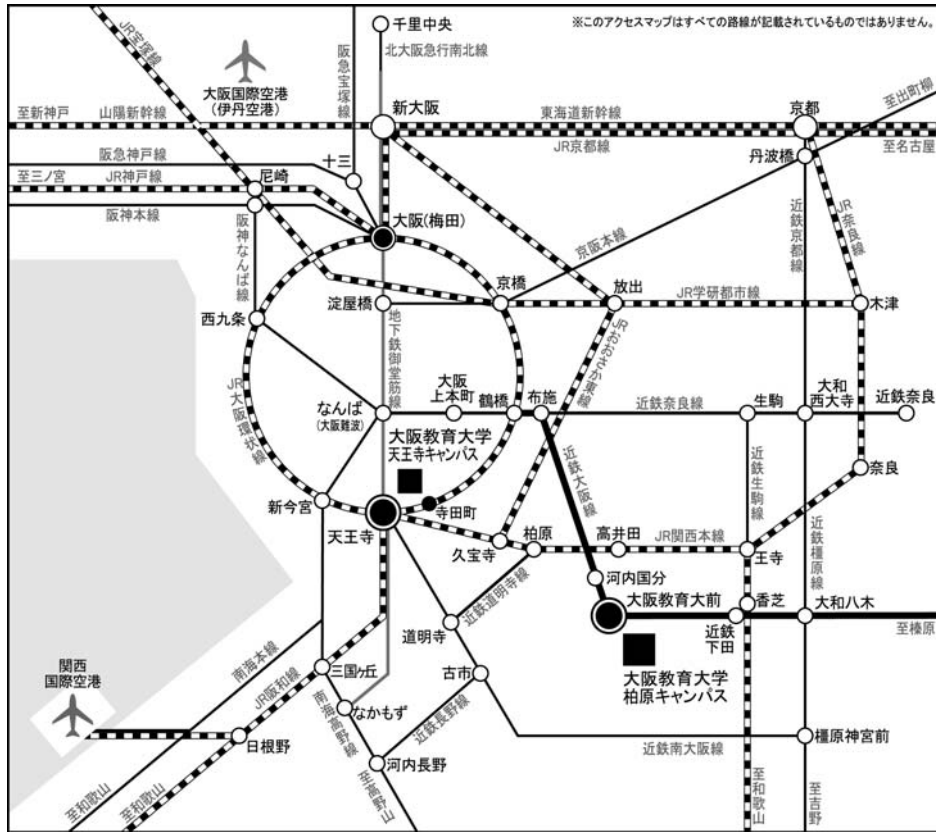 千里中央
※このアクセスマップはすべての路線が記載されているものではありません。
JR宝塚線
阪急宝塚線
北大阪急行南北線
大阪国際空港
(伊丹空港)
至新神戸
山陽新幹線
新大阪
東海道新幹線
京都
至出町柳
JR京都線
至名古屋
阪急神戸線
十三
丹波橋
至三ノ宮
JR神戸線
尼崎
阪神本線
大阪(梅田)
阪神なんば線
京阪本線
近鉄京都線
JR奈良線
西九条
淀屋橋
京橋
放出
JR学研都市線
木津
地下鉄御堂筋線
JRおおさか東線
JR大阪環状線
なんば
(大阪難波)
大阪
上本町
鶴橋
布施
近鉄奈良線
生駒
大和
西大寺
近鉄奈良
大阪教育大学
天王寺キャンパス
近鉄大阪線
近鉄生駒線
奈良
新今宮
天王寺
寺田町
久宝寺
柏原
高井田
JR関西本線
王寺
近鉄橿原線
河内国分
近鉄道明寺線
大阪教育大前
香芝
大和八木
近鉄
下田
至榛原
道明寺
大阪教育大学
柏原キャンパス
関西
国際空港
南海本線
JR阪和線
三国ヶ丘
古市
南海高野線
なかもず
近鉄長野線
日根野
近鉄南大阪線
橿原神宮前
河内長野
至和歌山
至和歌山
至高野山
至和歌山
至吉野